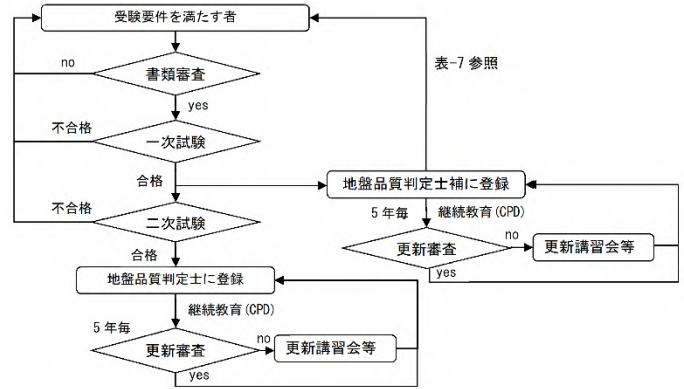 受験要件を満たす者
no
書類審査
表-7 参照
yes
不合格
一次試験
合格
地盤品質判定士補に登録
不合格
二次試験
5 年毎
継続教育(CPD)
更新審査
no
更新講習会等
yes
合格
地盤品質判定士に登録
継続教育(CPD)
5 年毎
更新審査
no
更新講習会等
yes